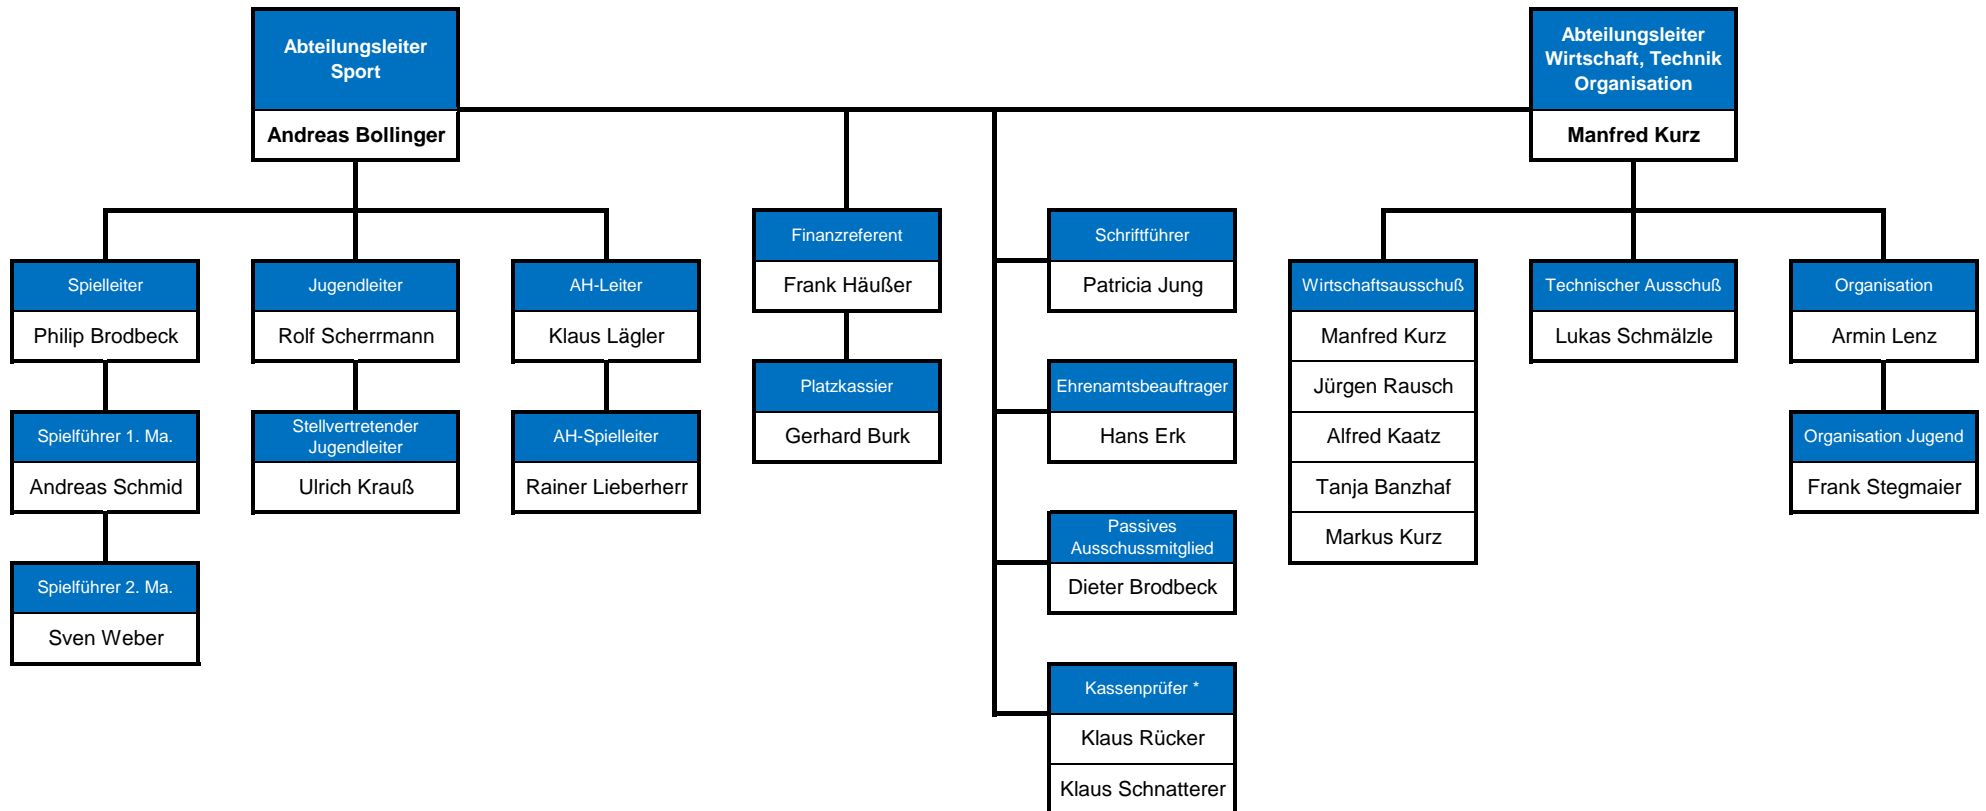 Abteilungsleiter
Sport
Andreas Bollinger
Abteilungsleiter
Wirtschaft, Technik
Organisation
Manfred Kurz
Spielleiter
Philip Brodbeck
Spielführer 1. Ma.
Andreas Schmid
Spielführer 2. Ma.
Sven Weber
Jugendleiter
Rolf Scherrmann
Stellvertretender
Jugendleiter
Ulrich Krauß
AH-Leiter
Klaus Lägler
AH-Spielleiter
Rainer Lieberherr
Finanzreferent
Frank Häußer
Platzkassier
Gerhard Burk
Schriftführer
Patricia Jung
Ehrenamtsbeauftrager
Hans Erk
Passives
Ausschussmitglied
Dieter Brodbeck
Kassenprüfer *
Klaus Rücker
Klaus Schnatterer
Wirtschaftsausschuß
Manfred Kurz
Jürgen Rausch
Alfred Kaatz
Tanja Banzhaf
Markus Kurz
Technischer Ausschuß
Lukas Schmälzle
Organisation
Armin Lenz
Organisation Jugend
Frank Stegmaier